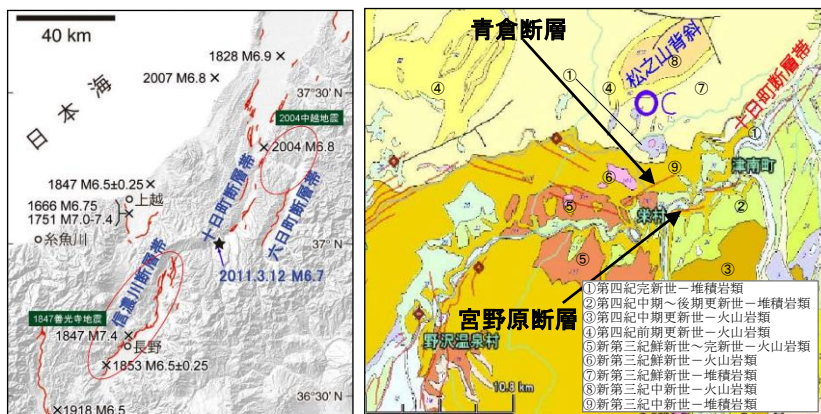 40 km
日本海
1828 M6.9
2007 M6.8
37°30'
2004中越地震
2004 M6.8
1847 M6.5±0.25
上越
1666 M6.75
1751 M7.0-7.4
糸魚川
十日町断層帯
六日町断層帯
37°
2011.3.12 M6.7
信濃川断層帯
1847善光寺地震
1847 M7.4
長野
1853 M6.5±0.25
36°30'
1918 M6.5
青倉断層
松之山背斜
十日町断層帯
①
④
④
⑧
⑦
C
①
津南町
⑨
⑥
②
⑤
栄村
⑤
③
宮野原断層
野沢温泉村
10.8 km
①第四紀完新世－堆積岩類
②第四紀中期～後期更新世－堆積岩類
③第四紀中期更新世－火山岩類
④第四紀前期更新世－火山岩類
⑤新第三紀鮮新世～完新世－火山岩類
⑥新第三紀鮮新世－火山岩類
⑦新第三紀鮮新世－堆積岩類
⑧新第三紀中新世－火山岩類
⑨新第三紀中新世－堆積岩類